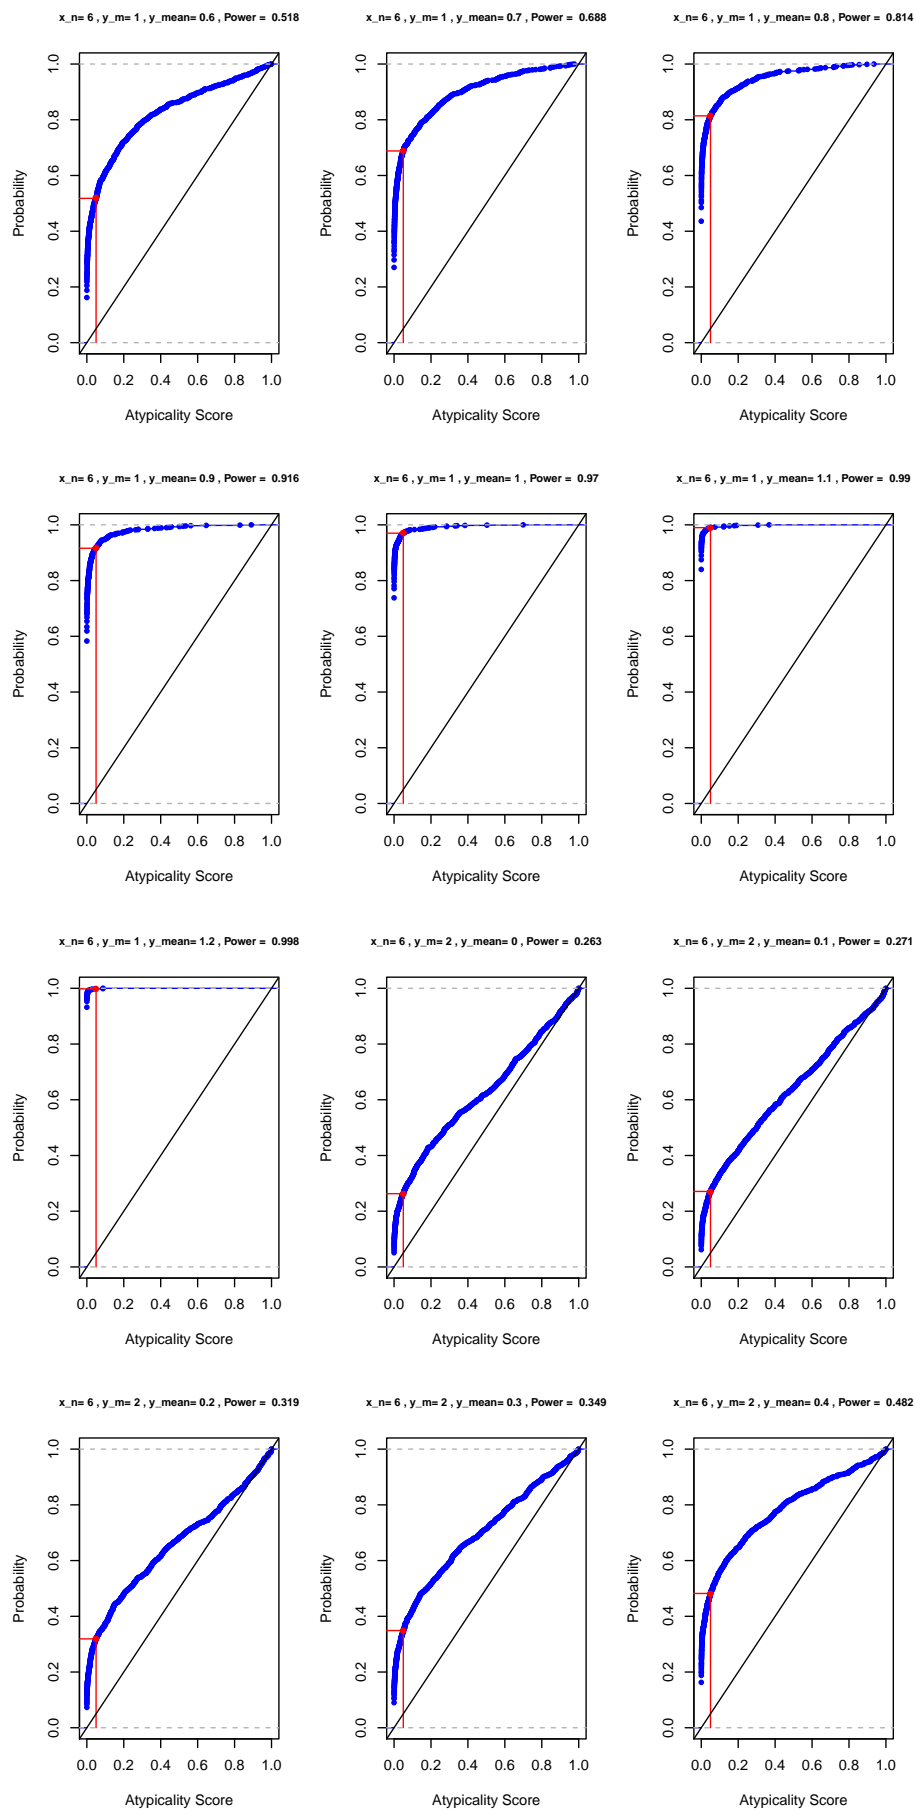 x_n= 6 , y_m= 1 , y_mean= 0.6 , Power = 0.518
1.0
0.8
0.6
0.4
0.2
0.0
Probability
0.0 0.2 0.4 0.6 0.8 1.0
Atypicality Score
x_n= 6 , y_m= 1 , y_mean= 0.7 , Power = 0.688
1.0
0.8
0.6
0.4
0.2
0.0
Probability
0.0 0.2 0.4 0.6 0.8 1.0
Atypicality Score
x_n= 6 , y_m= 1 , y_mean= 0.8 , Power = 0.814
1.0
0.8
0.6
0.4
0.2
0.0
Probability
0.0 0.2 0.4 0.6 0.8 1.0
Atypicality Score
x_n= 6 , y_m= 1 , y_mean= 0.9 , Power = 0.916
1.0
0.8
0.6
0.4
0.2
0.0
Probability
0.0 0.2 0.4 0.6 0.8 1.0
Atypicality Score
x_n= 6 , y_m= 1 , y_mean= 1 , Power = 0.97
1.0
0.8
0.6
0.4
0.2
0.0
Probability
0.0 0.2 0.4 0.6 0.8 1.0
Atypicality Score
x_n= 6 , y_m= 1 , y_mean= 1.1 , Power = 0.99
1.0
0.8
0.6
0.4
0.2
0.0
Probability
0.0 0.2 0.4 0.6 0.8 1.0
Atypicality Score
x_n= 6 , y_m= 1 , y_mean= 1.2 , Power = 0.998
1.0
0.8
0.6
0.4
0.2
0.0
Probability
0.0 0.2 0.4 0.6 0.8 1.0
Atypicality Score
x_n= 6 , y_m= 2 , y_mean= 0 , Power = 0.263
1.0
0.8
0.6
0.4
0.2
0.0
Probability
0.0 0.2 0.4 0.6 0.8 1.0
Atypicality Score
x_n= 6 , y_m= 2 , y_mean= 0.1 , Power = 0.271
1.0
0.8
0.6
0.4
0.2
0.0
Probability
0.0 0.2 0.4 0.6 0.8 1.0
Atypicality Score
x_n= 6 , y_m= 2 , y_mean= 0.2 , Power = 0.319
1.0
0.8
0.6
0.4
0.2
0.0
Probability
0.0 0.2 0.4 0.6 0.8 1.0
Atypicality Score
x_n= 6 , y_m= 2 , y_mean= 0.3 , Power = 0.349
1.0
0.8
0.6
0.4
0.2
0.0
Probability
0.0 0.2 0.4 0.6 0.8 1.0
Atypicality Score
x_n= 6 , y_m= 2 , y_mean= 0.4 , Power = 0.482
1.0
0.8
0.6
0.4
0.2
0.0
Probability
0.0 0.2 0.4 0.6 0.8 1.0
Atypicality Score